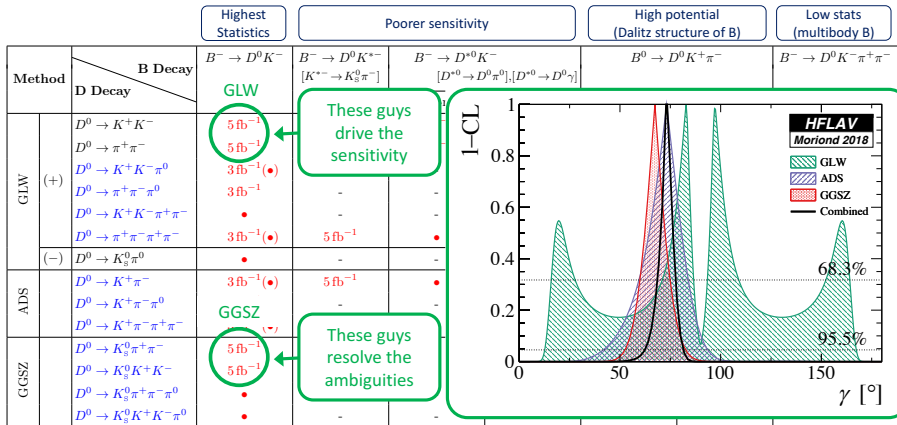 Highest Statistics
Poorer sensitivity
High potential (Dalitz structure of B)
Low stats (multibody B)
Method
B Decay
D Decay
B⁻ → D⁰K⁻
B⁻ → D⁰K*⁻
[K*⁻ → K⁰_S π⁻]
B⁻ → D*⁰K⁻
[D*⁰ → D⁰π⁰],[D*⁰ → D⁰γ]
B⁰ → D⁰K⁺π⁻
B⁻ → D⁰K⁻π⁺π⁻
GLW
GLW
(+)
D⁰ → K⁺K⁻ 5 fb⁻¹
D⁰ → π⁺π⁻ 5 fb⁻¹
D⁰ → K⁺K⁻π⁰ 3 fb⁻¹(•)
D⁰ → π⁺π⁻π⁰ 3 fb⁻¹ - -
D⁰ → K⁺K⁻π⁺π⁻ • - -
D⁰ → π⁺π⁻π⁺π⁻ 3 fb⁻¹(•) 5 fb⁻¹ •
(−) D⁰ → K⁰_S π⁰ • -
These guys drive the sensitivity
ADS
D⁰ → K⁺π⁻ 3 fb⁻¹(•) 5 fb⁻¹ •
D⁰ → K⁺π⁻π⁰ -
D⁰ → K⁺π⁻π⁺π⁻
GGSZ
GGSZ
D⁰ → K⁰_S π⁺π⁻ 5 fb⁻¹
D⁰ → K⁰_S K⁺K⁻ 5 fb⁻¹
D⁰ → K⁰_S π⁺π⁻π⁰ •
D⁰ → K⁰_S K⁺K⁻π⁰ • -
These guys resolve the ambiguities
1−CL
1
0.8
0.6
0.4
0.2
0
0
50
100
150
γ [°]
HFLAV
Moriond 2018
GLW
ADS
GGSZ
Combined
68.3%
95.5%